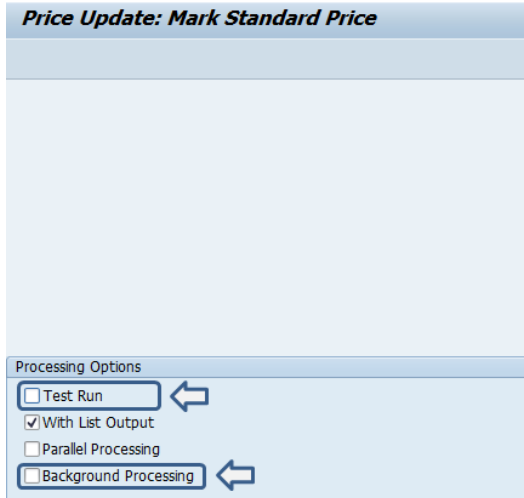 Price Update: Mark Standard Price
Processing Options
Test Run
With List Output
Parallel Processing
Background Processing